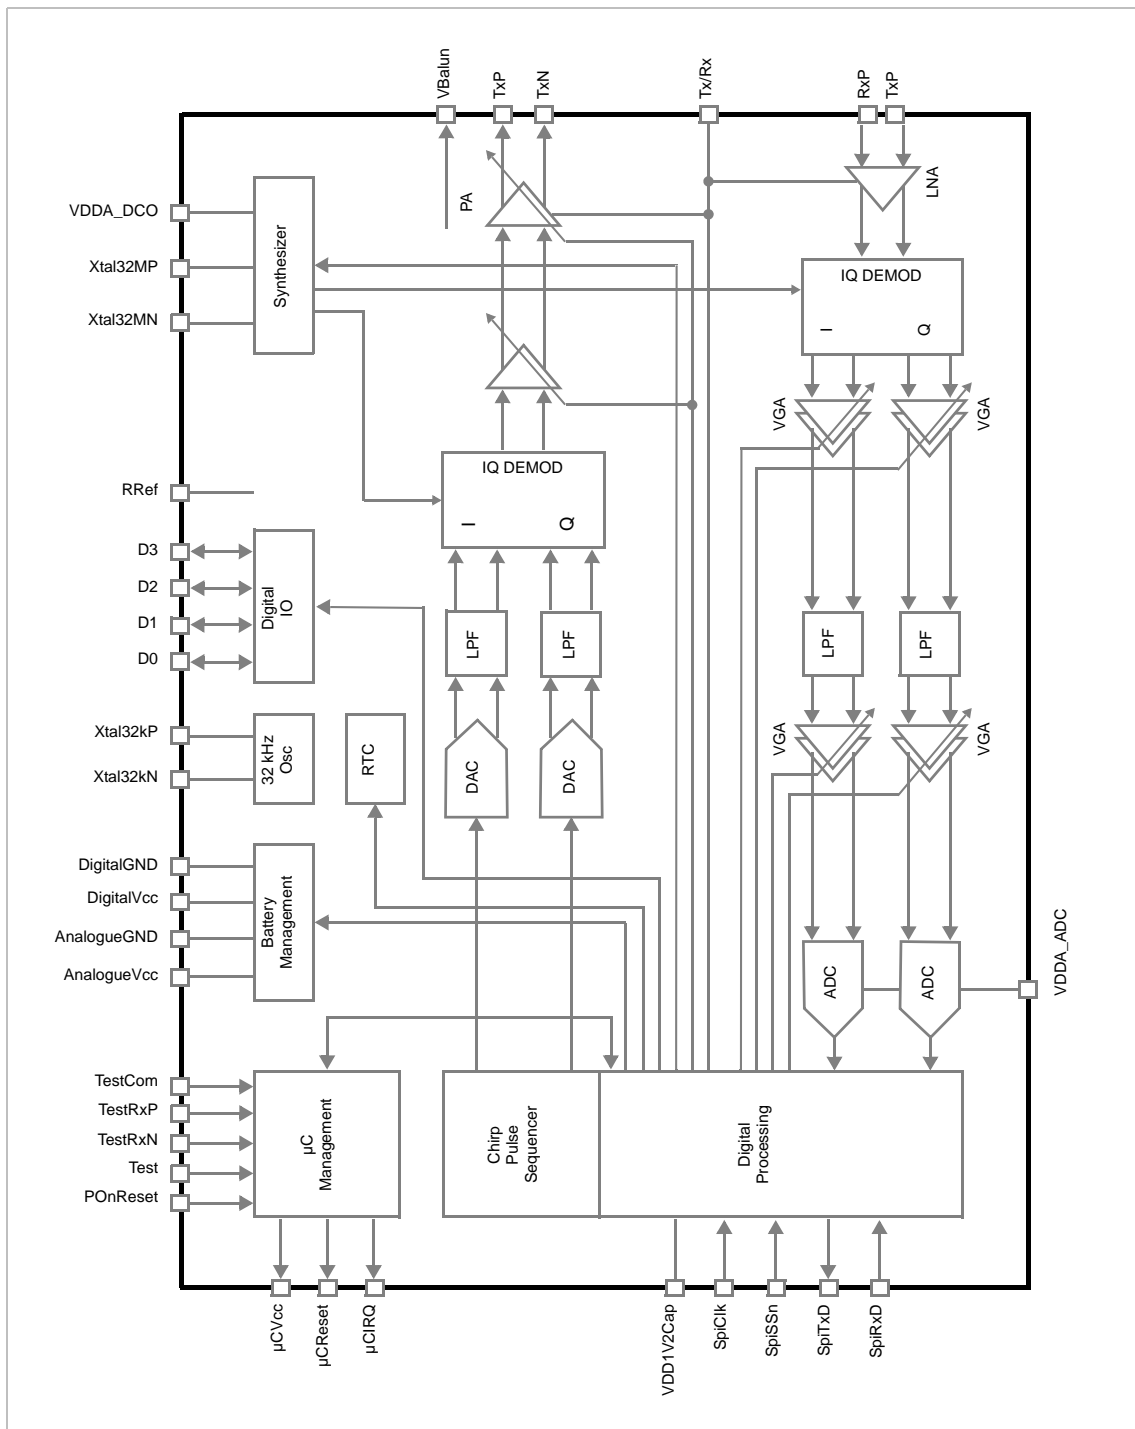 VBalun
TxP
TxN
Tx/Rx
RxP
TxP
VDDA_DCO
Xtal32MP
Xtal32MN
Synthesizer
PA
LNA
IQ DEMOD
I
Q
VGA
VGA
RRef
D3
D2
D1
D0
Digital
IO
IQ DEMOD
I
Q
LPF
LPF
LPF
LPF
Xtal32kP
Xtal32kN
32 kHz
Osc
RTC
DAC
DAC
VGA
VGA
DigitalGND
DigitalVcc
AnalogueGND
AnalogueVcc
Battery
Management
ADC
ADC
VDDA_ADC
TestCom
TestRxP
TestRxN
Test
POnReset
µC
Management
Chirp
Pulse
Sequencer
Digital
Processing
µCVcc
µCReset
µCIRQ
VDD1V2Cap
SpiClk
SpiSSn
SpiTxD
SpiRxD